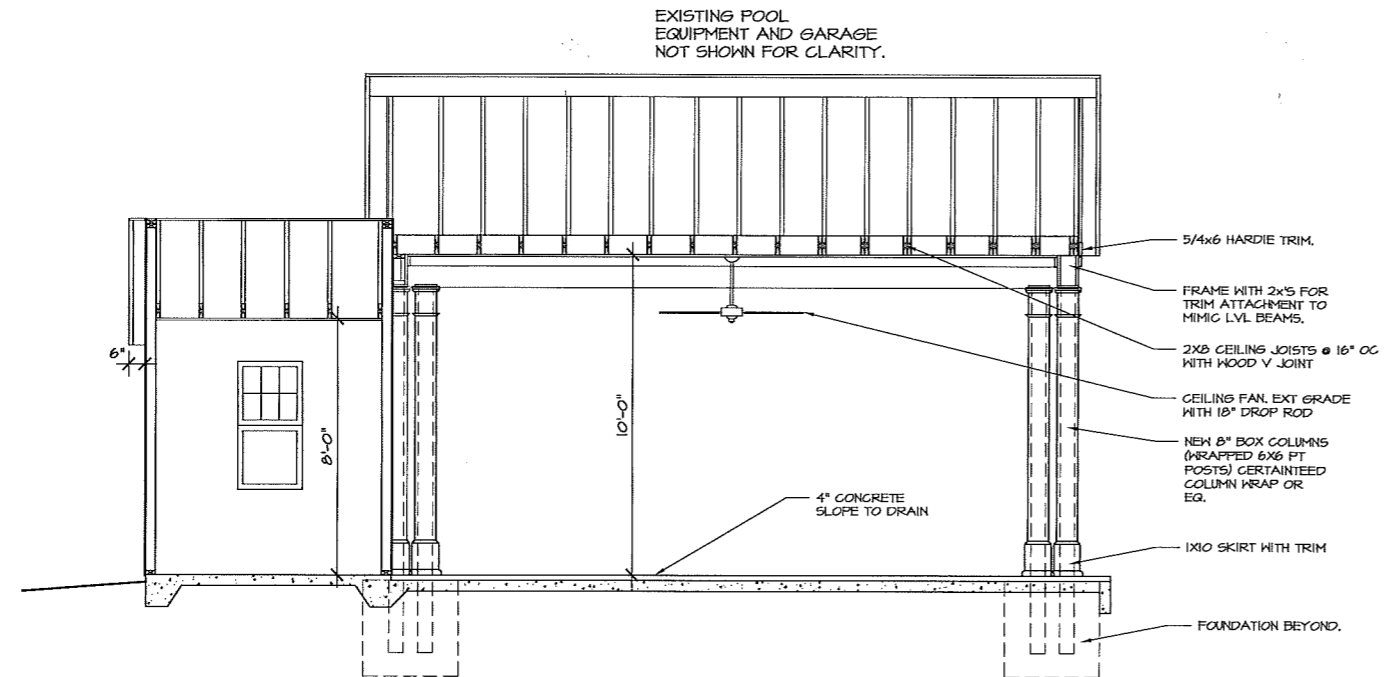 EXISTING POOL
EQUIPMENT AND GARAGE
NOT SHOWN FOR CLARITY.
5/4x6 HARDIE TRIM.
FRAME WITH 2x'S FOR
TRIM ATTACHMENT TO
MIMIC LVL BEAMS.
6"
2X8 CEILING JOISTS @ 16" OC
WITH WOOD V JOINT
CEILING FAN. EXT GRADE
WITH 18" DROP ROD
8'-0"
10'-0"
NEW 8" BOX COLUMNS
(WRAPPED 6X6 PT
POSTS) CERTAINTEED
COLUMN WRAP OR
EQ.
4" CONCRETE
SLOPE TO DRAIN
1X10 SKIRT WITH TRIM
FOUNDATION BEYOND.